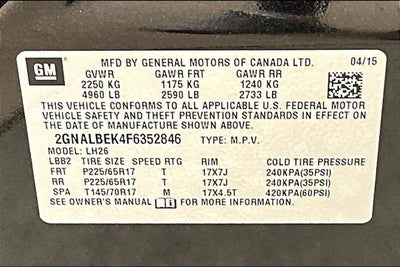 GM
MFD BY GENERAL MOTORS OF CANADA LTD. 04/15
GVWR GAWR FRT GAWR RR
2250 KG 1175 KG 1240 KG
4960 LB 2590 LB 2733 LB
THIS VEHICLE CONFORMS TO ALL APPLICABLE U.S. FEDERAL MOTOR
VEHICLE SAFETY AND THEFT PREVENTION STANDARDS IN EFFECT ON
THE DATE OF MANUFACTURE SHOWN ABOVE.
2GNALBEK4F6352846 TYPE: M.P.V.
MODEL: LH26
LBB2 TIRE SIZE SPEED RTG RIM COLD TIRE PRESSURE
FRT P225/65R17 T 17X7J 240KPA(35PSI)
RR P225/65R17 T 17X7J 240KPA(35PSI)
SPA T145/70R17 M 17X4.5T 420KPA(60PSI)
SEE OWNER'S MANUAL FOR MORE INFORMATION.